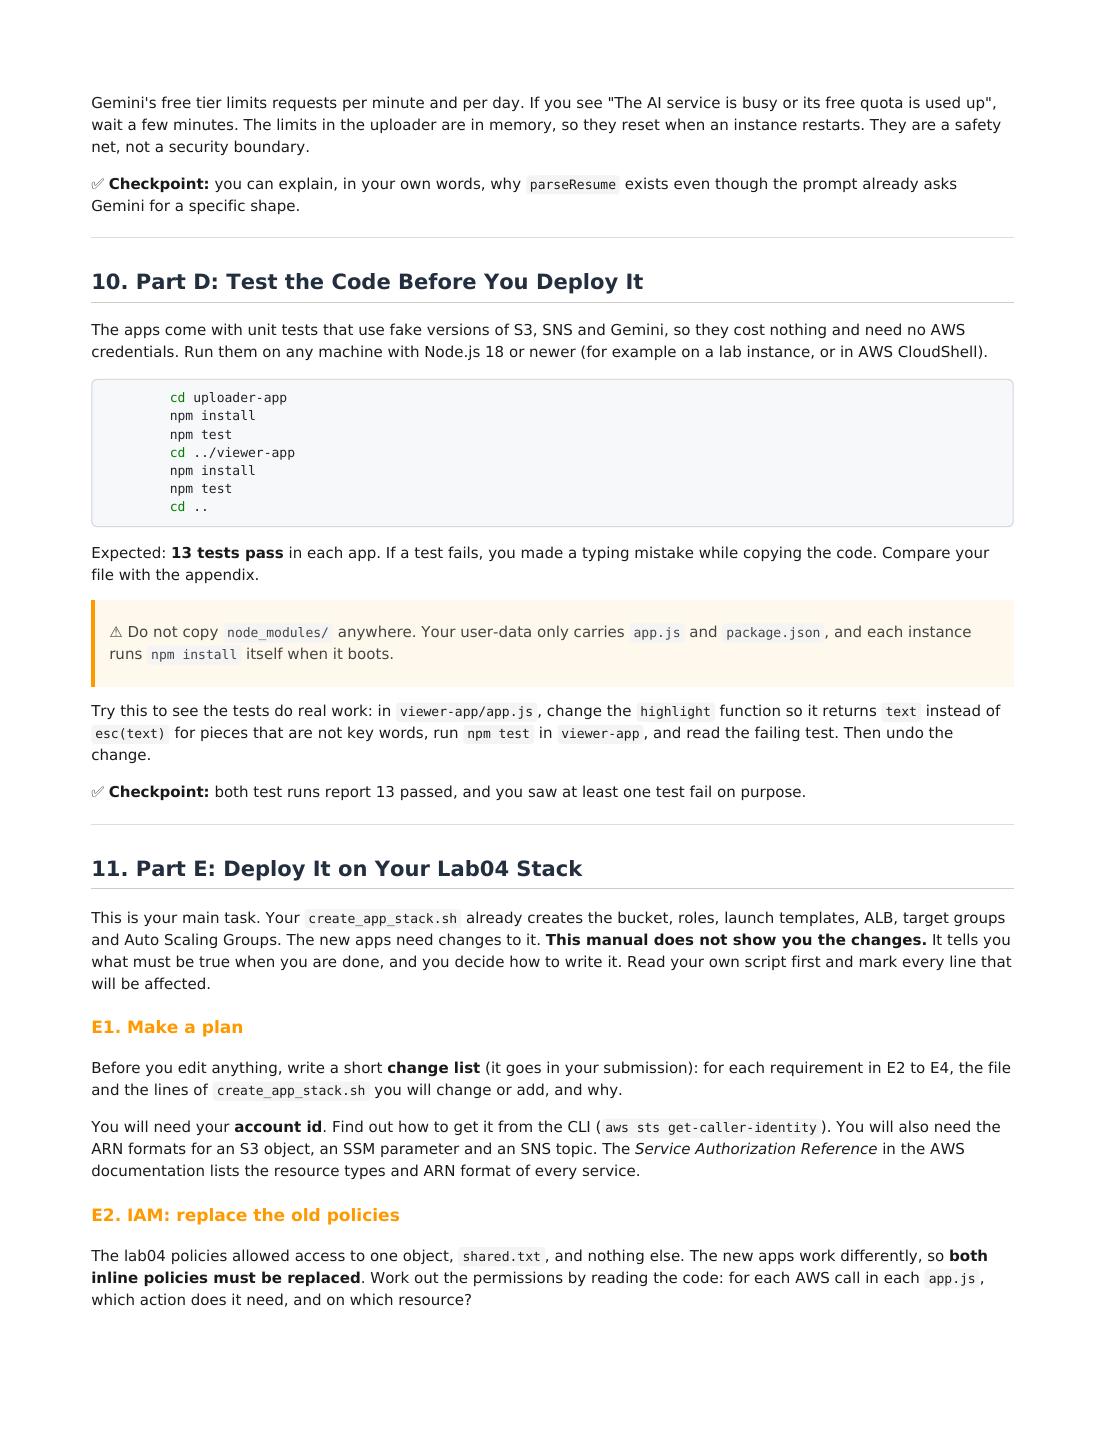 Gemini's free tier limits requests per minute and per day. If you see "The AI service is busy or its free quota is used up",
wait a few minutes. The limits in the uploader are in memory, so they reset when an instance restarts. They are a safety
net, not a security boundary.
✅ Checkpoint: you can explain, in your own words, why parseResume exists even though the prompt already asks
Gemini for a specific shape.
10. Part D: Test the Code Before You Deploy It
The apps come with unit tests that use fake versions of S3, SNS and Gemini, so they cost nothing and need no AWS
credentials. Run them on any machine with Node.js 18 or newer (for example on a lab instance, or in AWS CloudShell).
cd uploader-app
npm install
npm test
cd ../viewer-app
npm install
npm test
cd ..
Expected: 13 tests pass in each app. If a test fails, you made a typing mistake while copying the code. Compare your
file with the appendix.
⚠ Do not copy node_modules/ anywhere. Your user-data only carries app.js and package.json, and each instance
runs npm install itself when it boots.
Try this to see the tests do real work: in viewer-app/app.js, change the highlight function so it returns text instead of
esc(text) for pieces that are not key words, run npm test in viewer-app, and read the failing test. Then undo the
change.
✅ Checkpoint: both test runs report 13 passed, and you saw at least one test fail on purpose.
11. Part E: Deploy It on Your Lab04 Stack
This is your main task. Your create_app_stack.sh already creates the bucket, roles, launch templates, ALB, target groups
and Auto Scaling Groups. The new apps need changes to it. This manual does not show you the changes. It tells you
what must be true when you are done, and you decide how to write it. Read your own script first and mark every line that
will be affected.
E1. Make a plan
Before you edit anything, write a short change list (it goes in your submission): for each requirement in E2 to E4, the file
and the lines of create_app_stack.sh you will change or add, and why.
You will need your account id. Find out how to get it from the CLI (aws sts get-caller-identity). You will also need the
ARN formats for an S3 object, an SSM parameter and an SNS topic. The Service Authorization Reference in the AWS
documentation lists the resource types and ARN format of every service.
E2. IAM: replace the old policies
The lab04 policies allowed access to one object, shared.txt, and nothing else. The new apps work differently, so both
inline policies must be replaced. Work out the permissions by reading the code: for each AWS call in each app.js,
which action does it need, and on which resource?